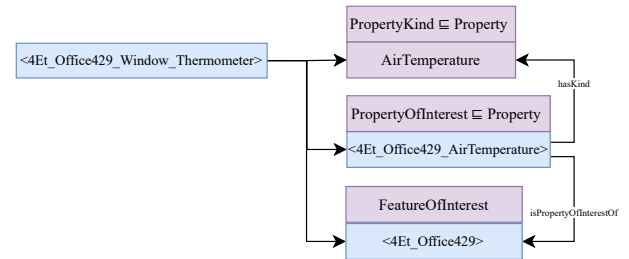 PropertyKind ⊑ Property
<4Et_Office429_Window_Thermometer>
AirTemperature
hasKind
PropertyOfInterest ⊑ Property
<4Et_Office429_AirTemperature>
FeatureOfInterest
isPropertyOfInterestOf
<4Et_Office429>